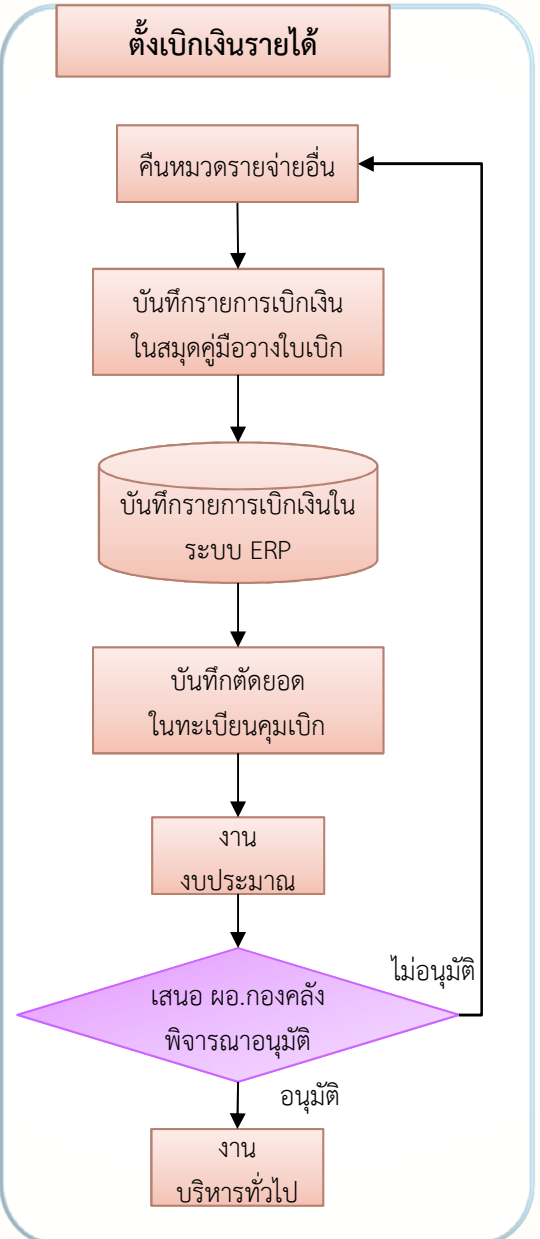 ตั้งเบิกเงินรายได้
คืนหมวดรายจ่ายอื่น
บันทึกรายการเบิกเงิน
ในสมุดคู่มือวางใบเบิก
บันทึกรายการเบิกเงินใน
ระบบ ERP
บันทึกตัดยอด
ในทะเบียนคุมเบิก
งาน
งบประมาณ
ไม่อนุมัติ
เสนอ ผอ.กองคลัง
พิจารณาอนุมัติ
อนุมัติ
งาน
บริหารทั่วไป